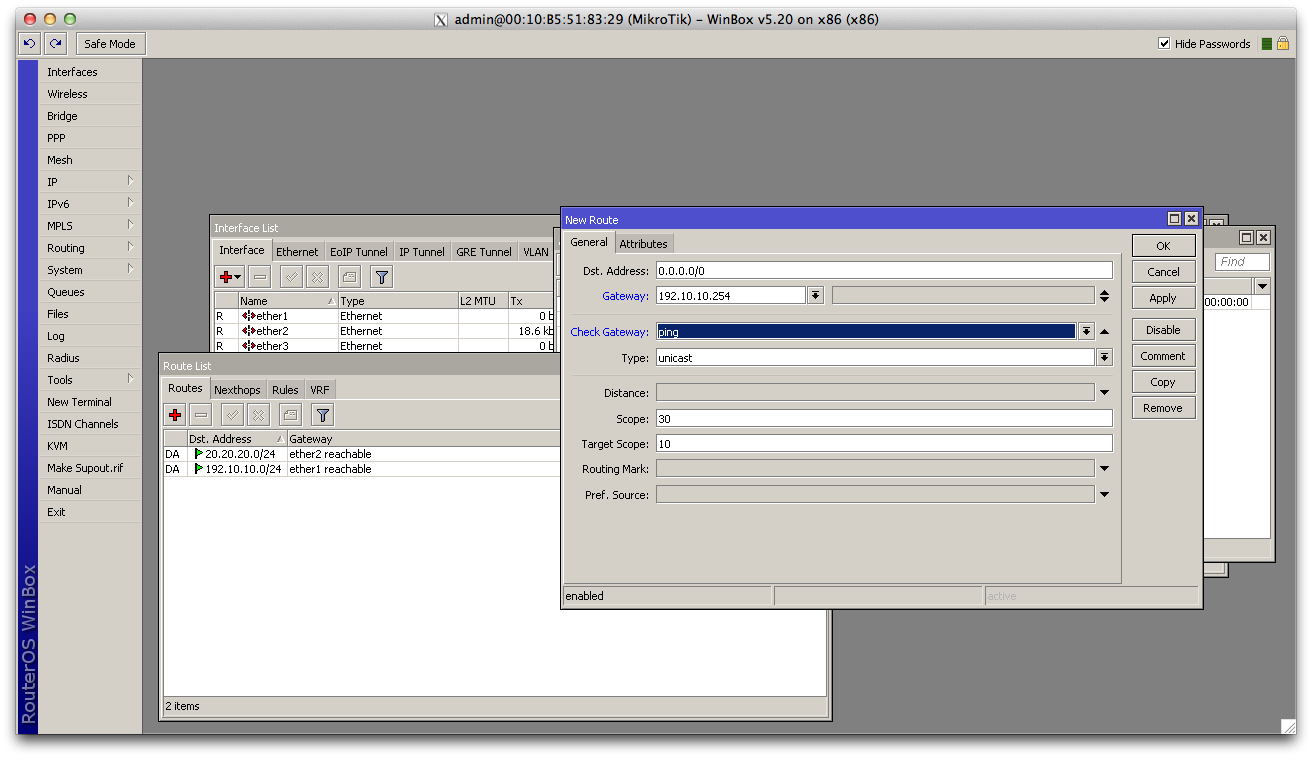 admin@00:10:B5:51:83:29 (MikroTik) – WinBox v5.20 on x86 (x86)
Safe Mode
Hide Passwords
Interfaces
Wireless
Bridge
PPP
Mesh
IP
IPv6
MPLS
Routing
System
Queues
Files
Log
Radius
Tools
New Terminal
ISDN Channels
KVM
Make Supout.rif
Manual
Exit
RouterOS WinBox
Interface List
Interface Ethernet EoIP Tunnel IP Tunnel GRE Tunnel VLAN
Name Type L2 MTU Tx
R ether1 Ethernet 0 b
R ether2 Ethernet 18.6 kb
R ether3 Ethernet 0 b
Route List
Routes Nexthops Rules VRF
Dst. Address Gateway
DA 20.20.20.0/24 ether2 reachable
DA 192.10.10.0/24 ether1 reachable
2 items
New Route
General Attributes
Dst. Address: 0.0.0.0/0
Gateway: 192.10.10.254
Check Gateway: ping
Type: unicast
Distance:
Scope: 30
Target Scope: 10
Routing Mark:
Pref. Source:
enabled
active
OK
Cancel
Apply
Disable
Comment
Copy
Remove
Find
00:00:00